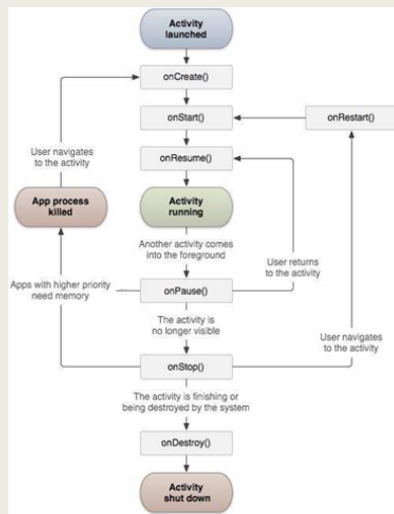 Activity
launched
onCreate()
onStart()
onRestart()
User navigates
to the activity
onResume()
App process
killed
Activity
running
Another activity comes
into the foreground
User returns
to the activity
Apps with higher priority
need memory
onPause()
The activity is
no longer visible
User navigates
to the activity
onStop()
The activity is finishing or
being destroyed by the system
onDestroy()
Activity
shut down